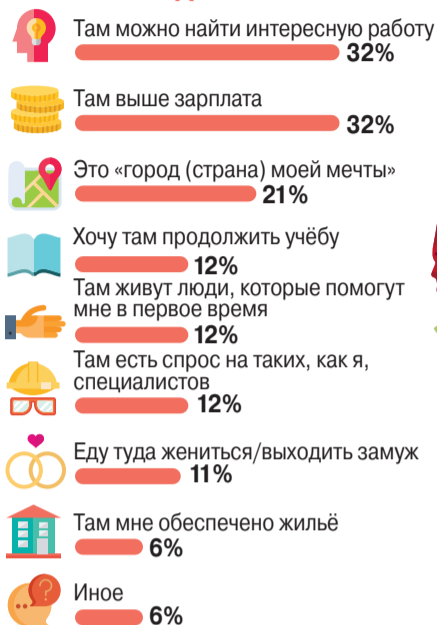 Там можно найти интересную работу
32%
Там выше зарплата
32%
Это «город (страна) моей мечты»
21%
Хочу там продолжить учёбу
12%
Там живут люди, которые помогут
мне в первое время
12%
Там есть спрос на таких, как я,
специалистов
12%
Еду туда жениться/выходить замуж
11%
Там мне обеспечено жильё
6%
Иное
6%